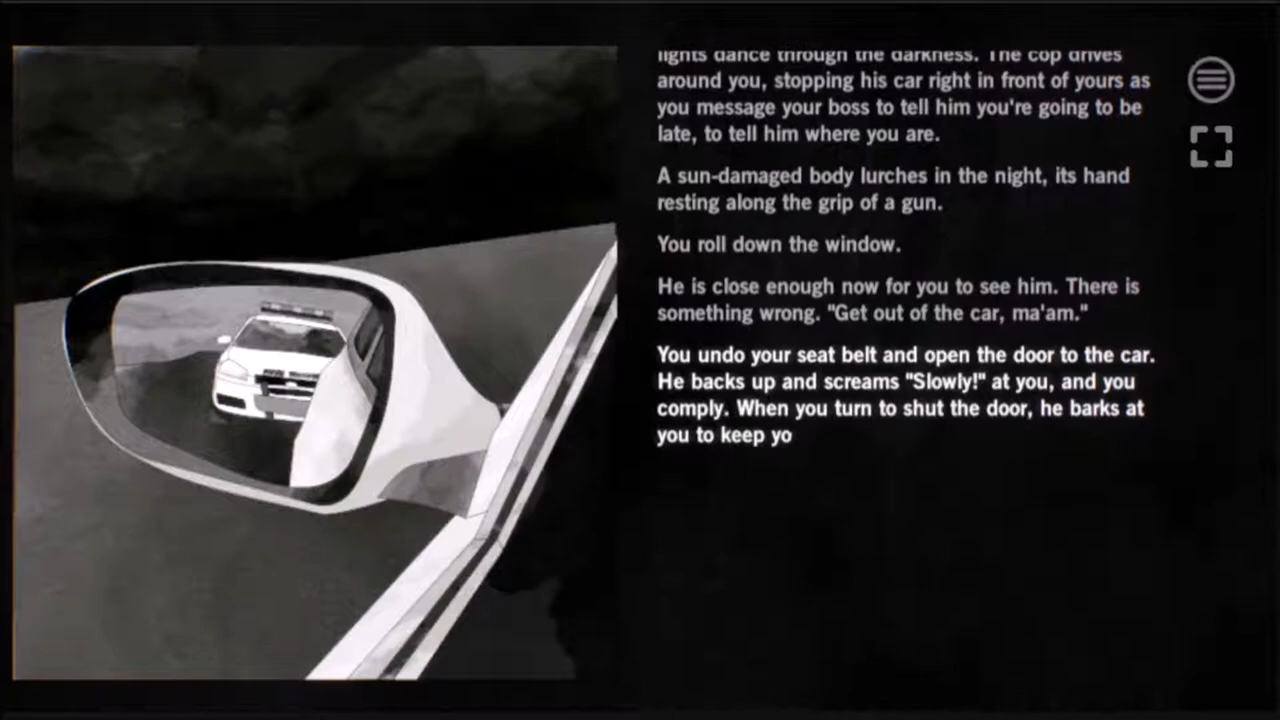 lights dance through the darkness. The cop drives
around you, stopping his car right in front of yours as
you message your boss to tell him you're going to be
late, to tell him where you are.
A sun-damaged body lurches in the night, its hand
resting along the grip of a gun.
You roll down the window.
He is close enough now for you to see him. There is
something wrong. "Get out of the car, ma'am."
You undo your seat belt and open the door to the car.
He backs up and screams "Slowly!" at you, and you
comply. When you turn to shut the door, he barks at
you to keep yo